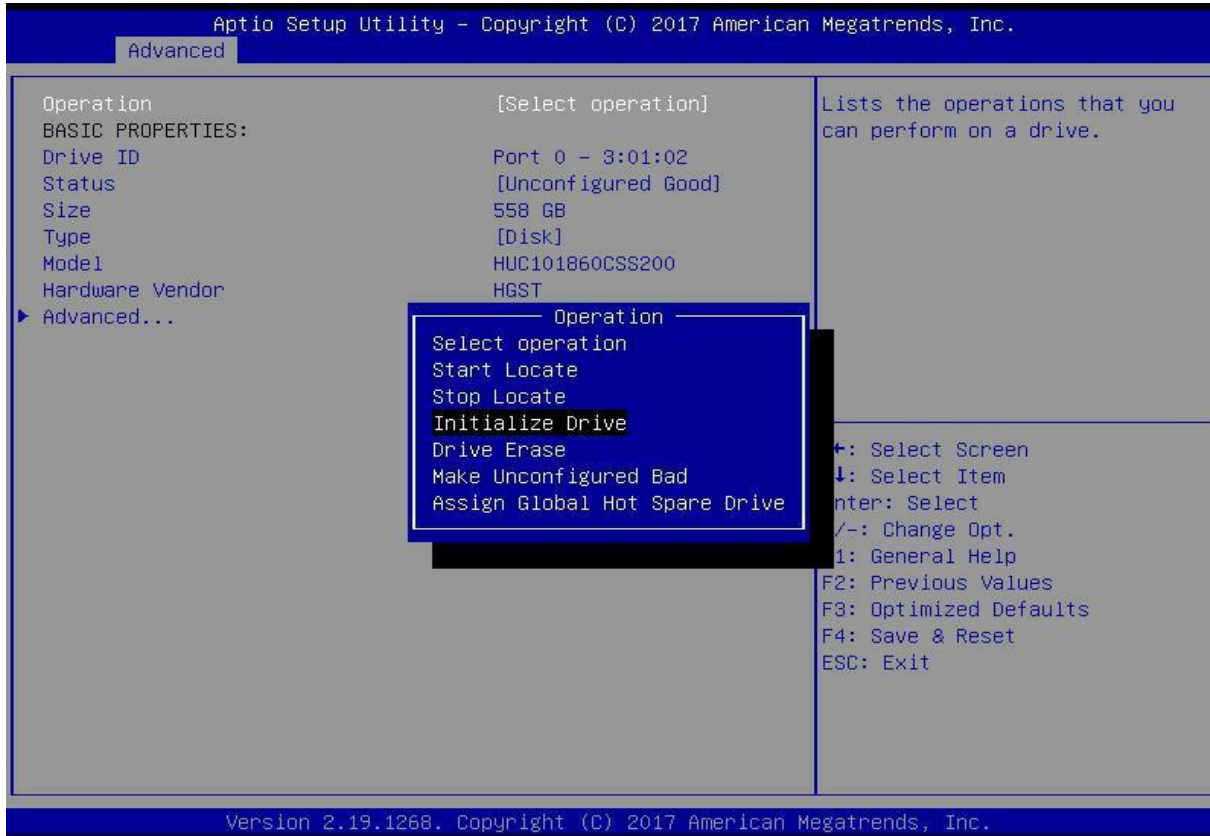 Aptio Setup Utility – Copyright (C) 2017 American Megatrends, Inc.
Advanced
Operation [Select operation]
BASIC PROPERTIES:
Drive ID Port 0 – 3:01:02
Status [Unconfigured Good]
Size 558 GB
Type [Disk]
Model HUC101860CSS200
Hardware Vendor HGST
Advanced...
Lists the operations that you
can perform on a drive.
Operation
Select operation
Start Locate
Stop Locate
Initialize Drive
Drive Erase
Make Unconfigured Bad
Assign Global Hot Spare Drive
: Select Screen
↓: Select Item
nter: Select
/-: Change Opt.
1: General Help
F2: Previous Values
F3: Optimized Defaults
F4: Save & Reset
ESC: Exit
Version 2.19.1268. Copyright (C) 2017 American Megatrends, Inc.